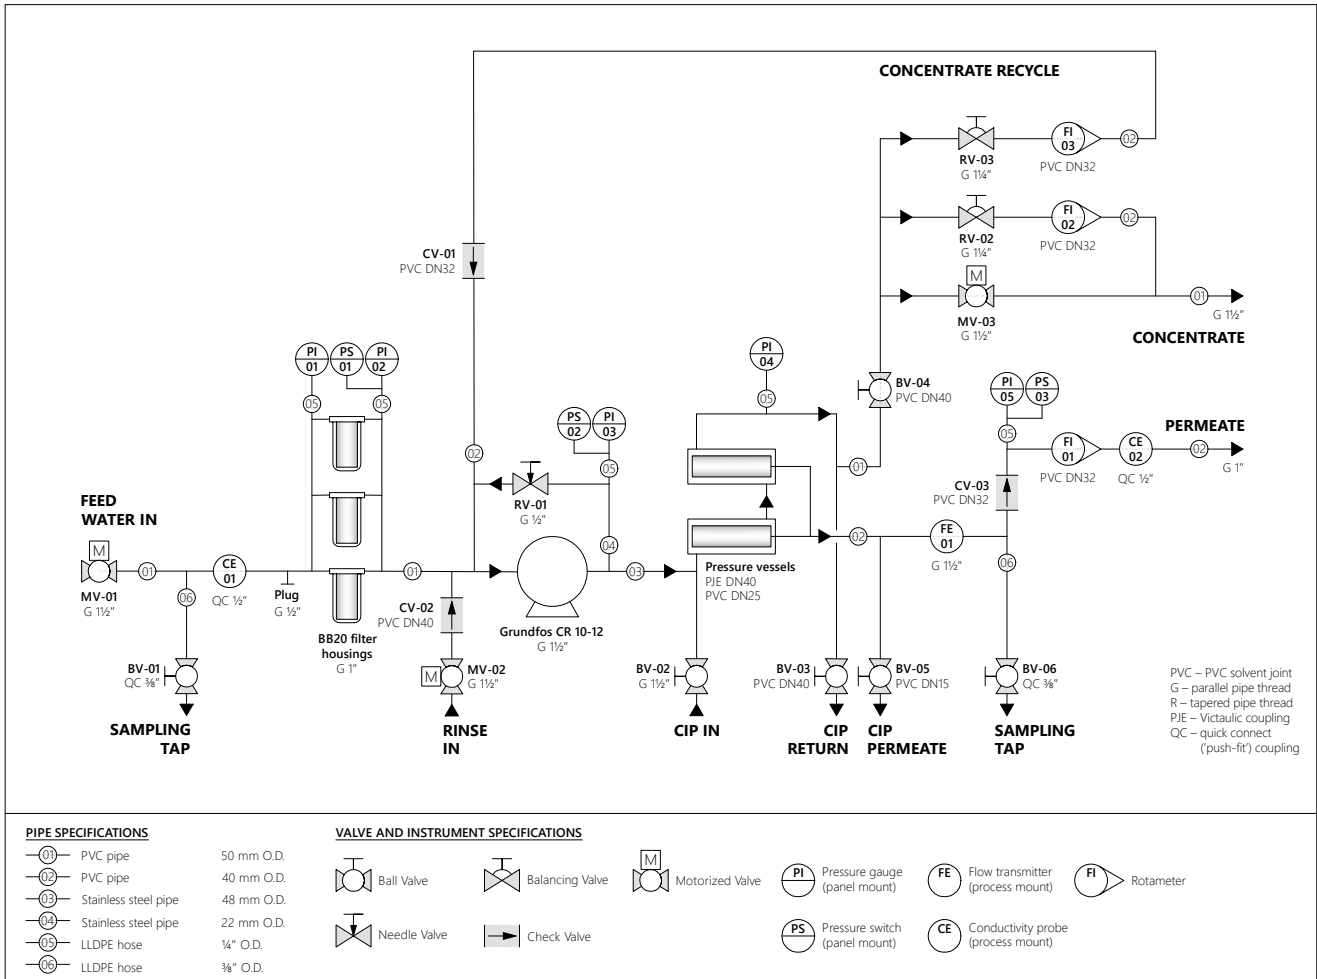 CONCENTRATE RECYCLE
FI
03
02
RV-03
G 1¼"
PVC DN32
FI
02
02
RV-02
G 1¼"
PVC DN32
CV-01
PVC DN32
M
MV-03
G 1½"
01
G 1½"
CONCENTRATE
PI
01
PS
01
PI
02
05
05
PI
04
05
BV-04
PVC DN40
PI
05
PS
03
05
PS
02
PI
03
05
02
01
FI
01
PVC DN32
CE
02
QC ½"
PERMEATE
02
G 1"
RV-01
G ½"
CV-03
PVC DN32
FEED
WATER IN
M
MV-01
G 1½"
01
06
CE
01
QC ½"
Plug
G ½"
01
04
03
02
FE
01
G 1½"
06
Pressure vessels
PJE DN40
PVC DN25
CV-02
PVC DN40
Grundfos CR 10-12
G 1½"
BB20 filter
housings
G 1"
BV-01
QC ⅜"
M
MV-02
G 1½"
BV-02
G 1½"
BV-03
PVC DN40
BV-05
PVC DN15
BV-06
QC ⅜"
SAMPLING
TAP
RINSE
IN
CIP IN
CIP
RETURN
CIP
PERMEATE
SAMPLING
TAP
PVC – PVC solvent joint
G – parallel pipe thread
R – tapered pipe thread
PJE – Victaulic coupling
QC – quick connect
('push-fit') coupling
PIPE SPECIFICATIONS
01 PVC pipe 50 mm O.D.
02 PVC pipe 40 mm O.D.
03 Stainless steel pipe 48 mm O.D.
04 Stainless steel pipe 22 mm O.D.
05 LLDPE hose ¼" O.D.
06 LLDPE hose ⅜" O.D.
VALVE AND INSTRUMENT SPECIFICATIONS
Ball Valve
Balancing Valve
M Motorized Valve
Needle Valve
Check Valve
PI Pressure gauge
(panel mount)
FE Flow transmitter
(process mount)
FI Rotameter
PS Pressure switch
(panel mount)
CE Conductivity probe
(process mount)